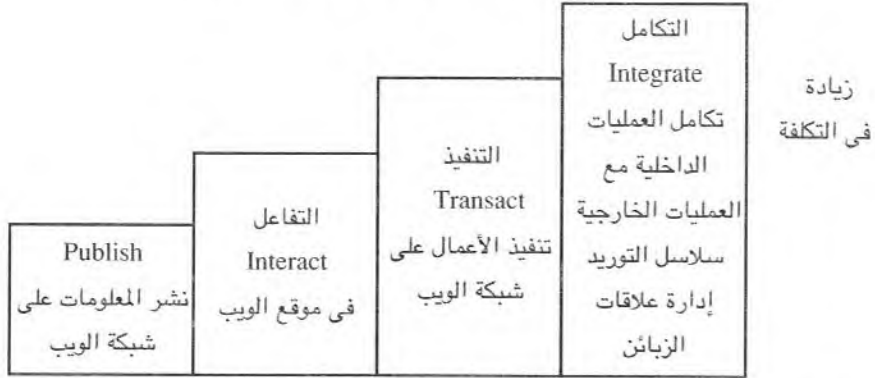 Publish
نشر المعلومات على
شبكة الويب
التفاعل
Interact
فى موقع الويب
التنفيذ
Transact
تنفيذ الأعمال على
شبكة الويب
التكامل
Integrate
تكامل العمليات
الداخلية مع
العمليات الخارجية
سلاسل التوريد
إدارة علاقات
الزبائن
زيادة
فى التكلفة